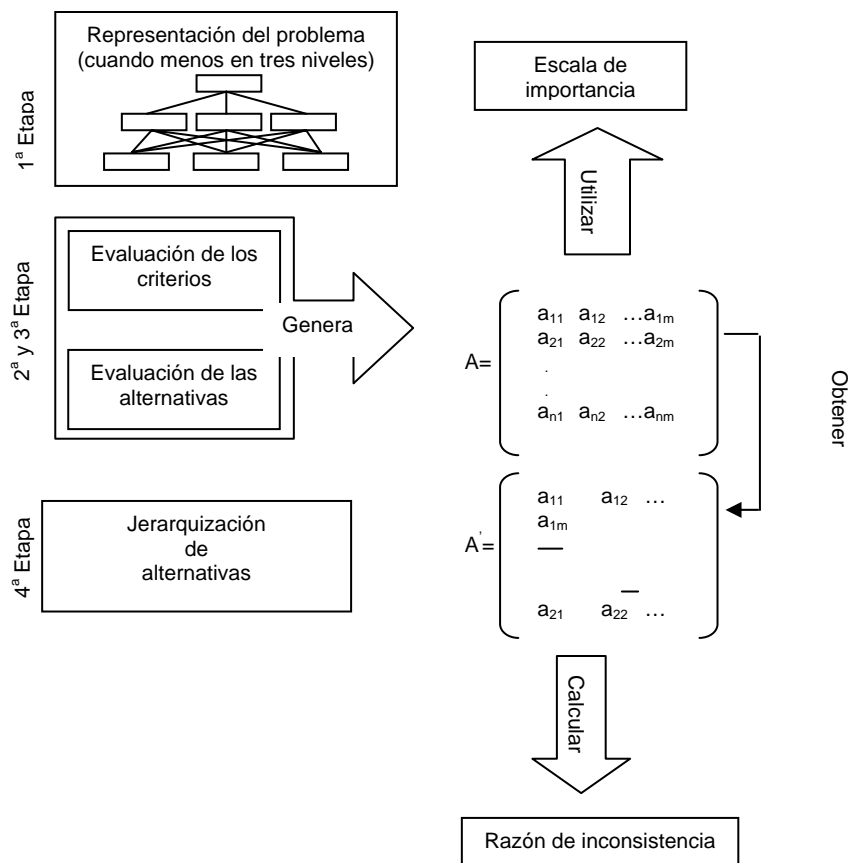 1ª Etapa
Representación del problema
(cuando menos en tres niveles)
Escala de
importancia
Utilizar
2ª y 3ª Etapa
Evaluación de los
criterios
Genera
Evaluación de las
alternativas
A=
a11 a12 …a1m
a21 a22 …a2m
.
.
an1 an2 …anm
Obtener
4ª Etapa
Jerarquización
de
alternativas
A'=
a11 a12 …
a1m
a21 a22 …
Calcular
Razón de inconsistencia